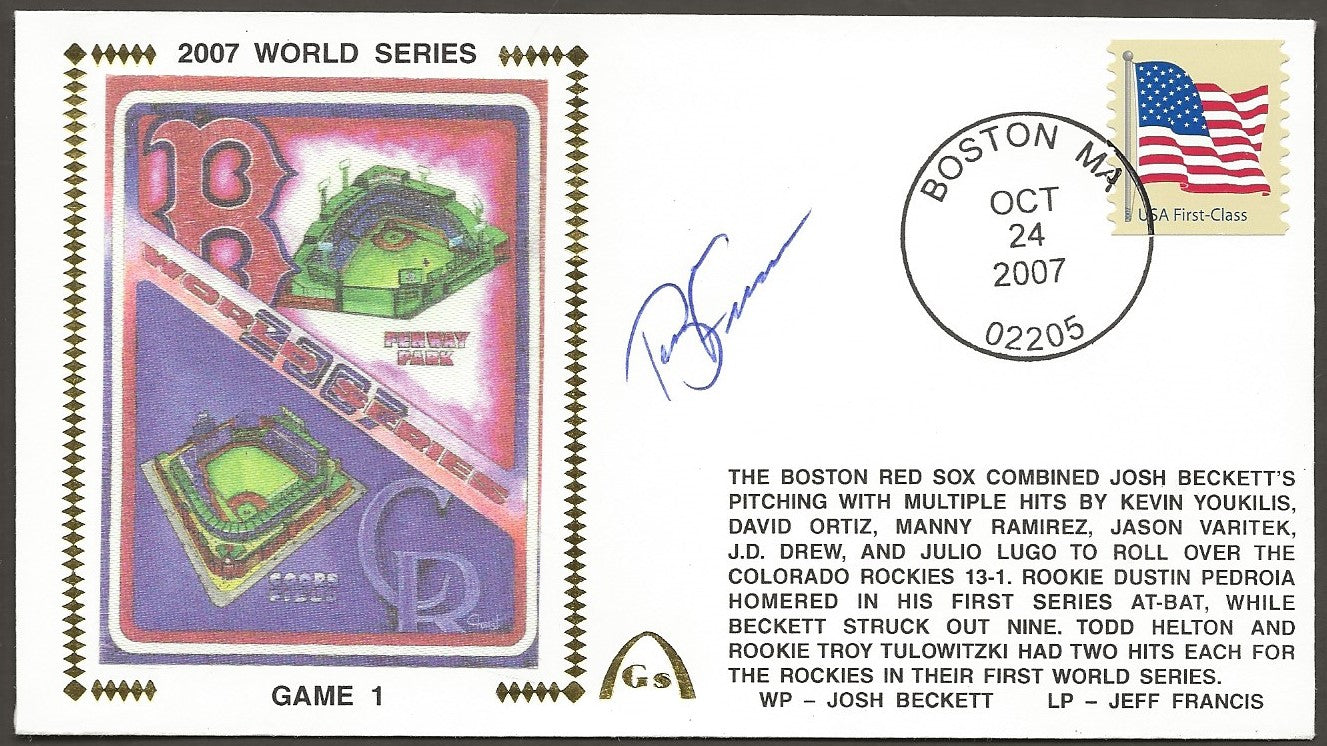 2007 WORLD SERIES
B
FENWAY
PARK
WORLD SERIES
2007
COORS
FIELD
CR
GAME 1
Gs
BOSTON MA
OCT
24
2007
02205
USA First-Class
THE BOSTON RED SOX COMBINED JOSH BECKETT'S
PITCHING WITH MULTIPLE HITS BY KEVIN YOUKILIS,
DAVID ORTIZ, MANNY RAMIREZ, JASON VARITEK,
J.D. DREW, AND JULIO LUGO TO ROLL OVER THE
COLORADO ROCKIES 13-1. ROOKIE DUSTIN PEDROIA
HOMERED IN HIS FIRST SERIES AT-BAT, WHILE
BECKETT STRUCK OUT NINE. TODD HELTON AND
ROOKIE TROY TULOWITZKI HAD TWO HITS EACH FOR
THE ROCKIES IN THEIR FIRST WORLD SERIES.
WP – JOSH BECKETT LP – JEFF FRANCIS